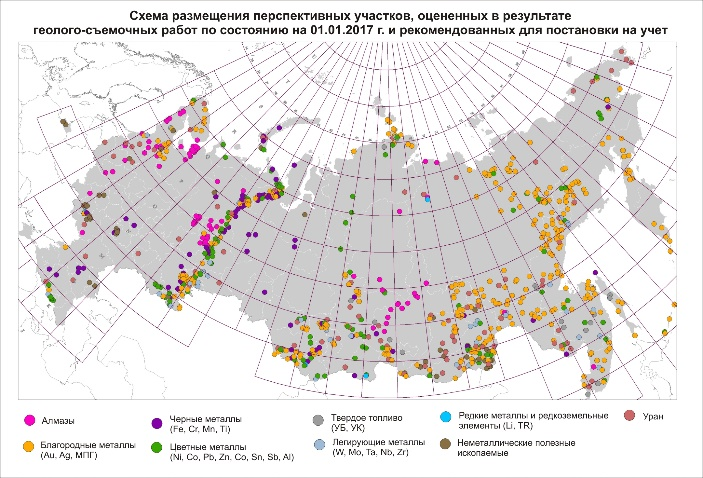 Схема размещения перспективных участков, оцененных в результате
геолого-съемочных работ по состоянию на 01.01.2017 г. и рекомендованных для постановки на учет
Алмазы
Благородные металлы
(Au, Ag, МПГ)
Черные металлы
(Fe, Cr, Mn, Ti)
Цветные металлы
(Ni, Co, Pb, Zn, Co, Sn, Sb, Al)
Твердое топливо
(УБ, УК)
Легирующие металлы
(W, Mo, Ta, Nb, Zr)
Редкие металлы и редкоземельные
элементы (Li, TR)
Неметаллические полезные
ископаемые
Уран